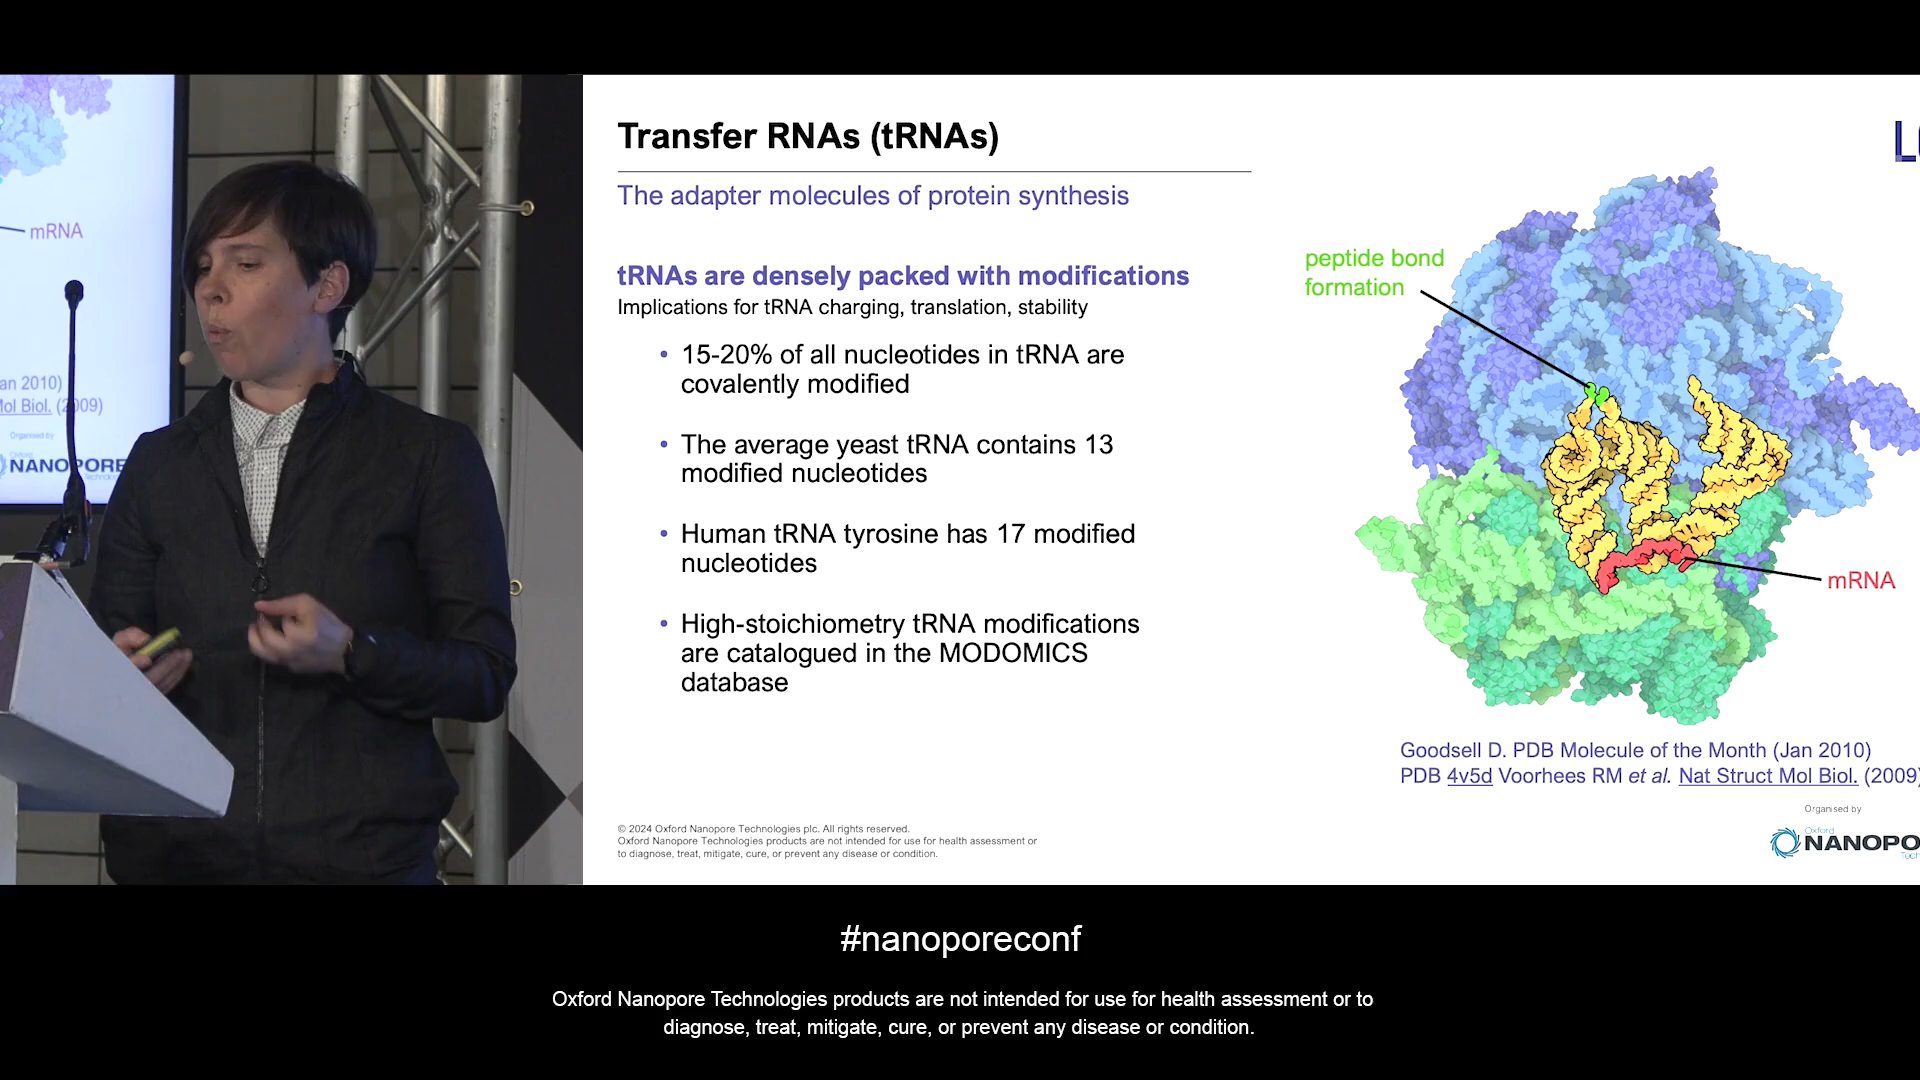 mRNA
an 2010)
Mol Biol. (2009)
Organised by
Oxford
NANOPORE
Transfer RNAs (tRNAs)
The adapter molecules of protein synthesis
tRNAs are densely packed with modifications
Implications for tRNA charging, translation, stability
• 15-20% of all nucleotides in tRNA are
covalently modified
• The average yeast tRNA contains 13
modified nucleotides
• Human tRNA tyrosine has 17 modified
nucleotides
• High-stoichiometry tRNA modifications
are catalogued in the MODOMICS
database
peptide bond
formation
mRNA
Goodsell D. PDB Molecule of the Month (Jan 2010)
PDB 4v5d Voorhees RM et al. Nat Struct Mol Biol. (2009)
Organised by
Oxford
NANOPO
Tech
© 2024 Oxford Nanopore Technologies plc. All rights reserved.
Oxford Nanopore Technologies products are not intended for use for health assessment or
to diagnose, treat, mitigate, cure, or prevent any disease or condition.
#nanoporeconf
Oxford Nanopore Technologies products are not intended for use for health assessment or to
diagnose, treat, mitigate, cure, or prevent any disease or condition.